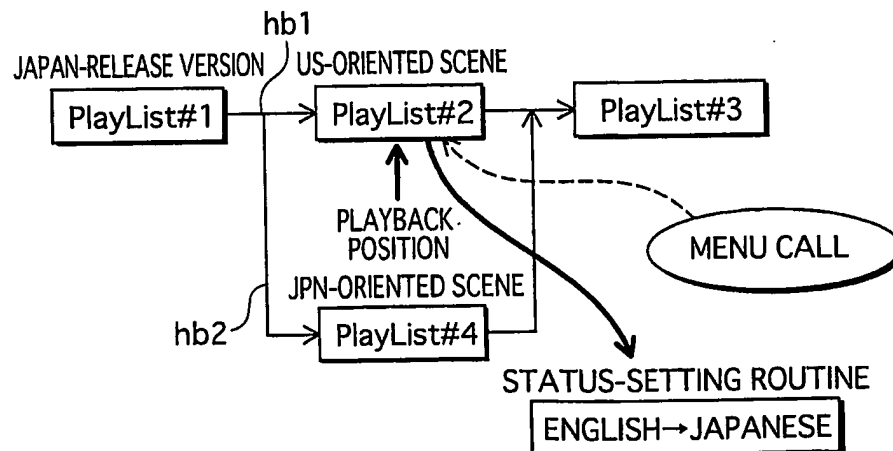 hb1
JAPAN-RELEASE VERSION
US-ORIENTED SCENE
PlayList#1
PlayList#2
PlayList#3
PLAYBACK
POSITION
MENU CALL
JPN-ORIENTED SCENE
hb2
PlayList#4
STATUS-SETTING ROUTINE
ENGLISH→JAPANESE